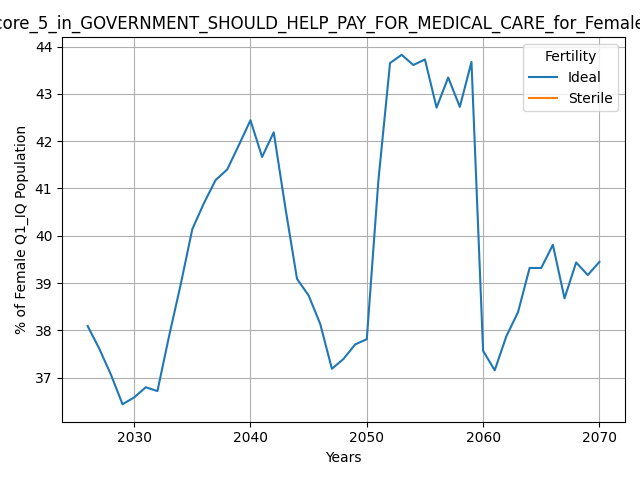 core_5_in_GOVERNMENT_SHOULD_HELP_PAY_FOR_MEDICAL_CARE_for_Female
Fertility
Ideal
Sterile
% of Female Q1_IQ Population
44
43
42
41
40
39
38
37
2030
2040
2050
2060
2070
Years